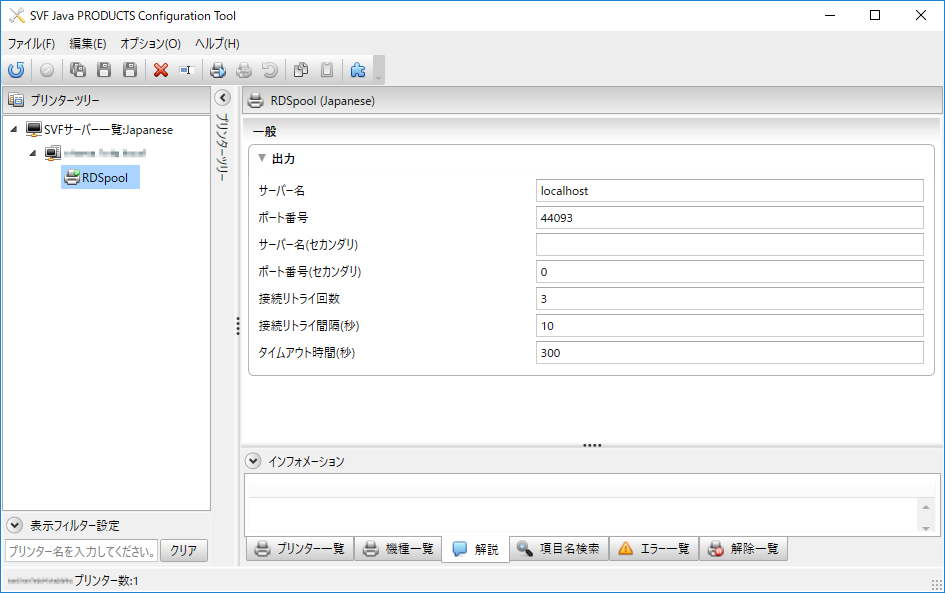 SVF Java PRODUCTS Configuration Tool
ファイル(F) 編集(E) オプション(O) ヘルプ(H)
プリンターツリー
SVFサーバー一覧:Japanese
RDSpool
プリンターツリー
RDSpool (Japanese)
一般
出力
サーバー名 localhost
ポート番号 44093
サーバー名(セカンダリ)
ポート番号(セカンダリ) 0
接続リトライ回数 3
接続リトライ間隔(秒) 10
タイムアウト時間(秒) 300
インフォメーション
表示フィルター設定
プリンター名を入力してください。 クリア
プリンター一覧 機種一覧 解説 項目名検索 エラー一覧 解除一覧
プリンター数:1